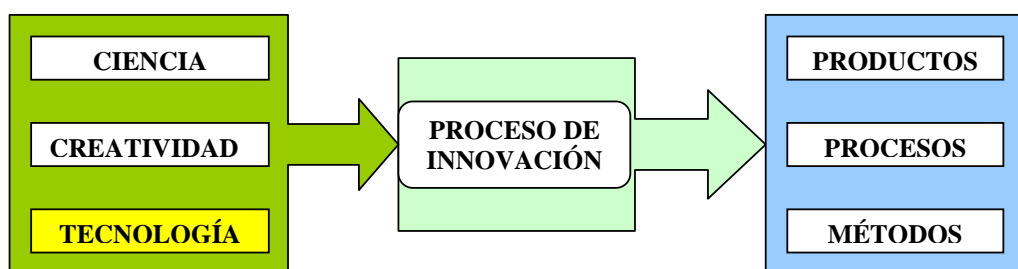 CIENCIA
CREATIVIDAD
TECNOLOGÍA
PROCESO DE
INNOVACIÓN
PRODUCTOS
PROCESOS
MÉTODOS